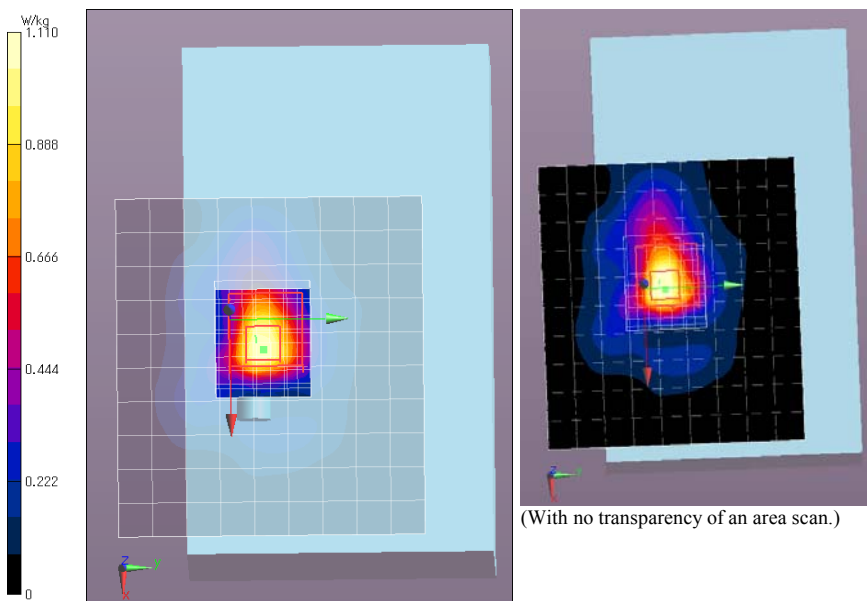 W/kg
1.110
0.888
0.666
0.444
0.222
0
Z
Y
X
Z
Y
X
(With no transparency of an area scan.)